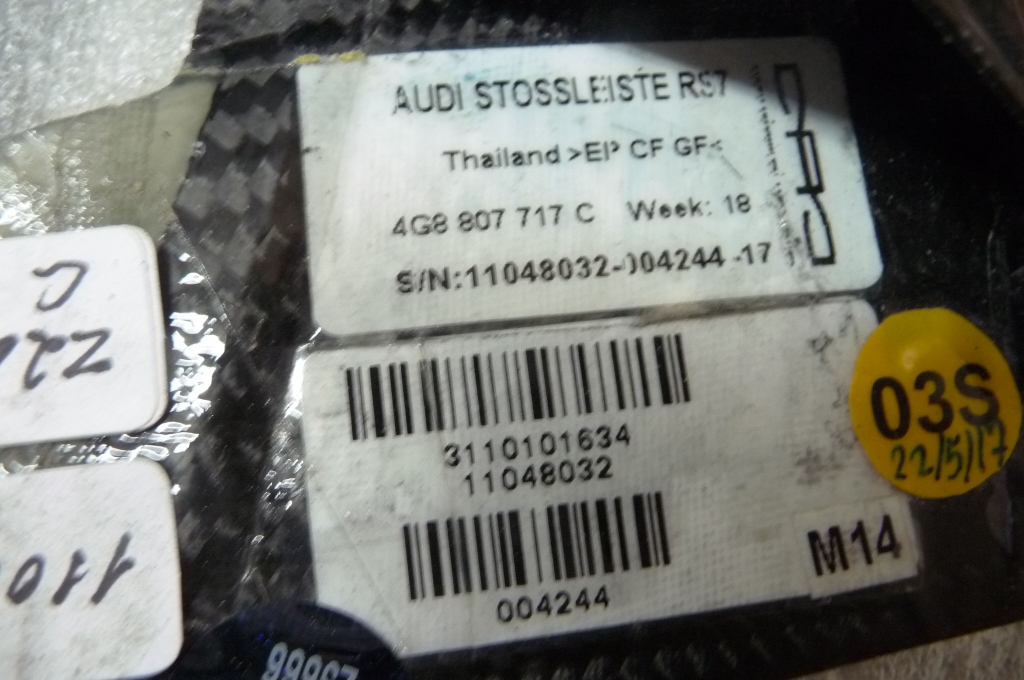 AUDI STOSSLEISTE RS7
Thailand >EP CF GF<
4G8 807 717 C Week: 18
S/N:11048032-004244 -17
3110101634
11048032
004244
M14
03S
22/5/17